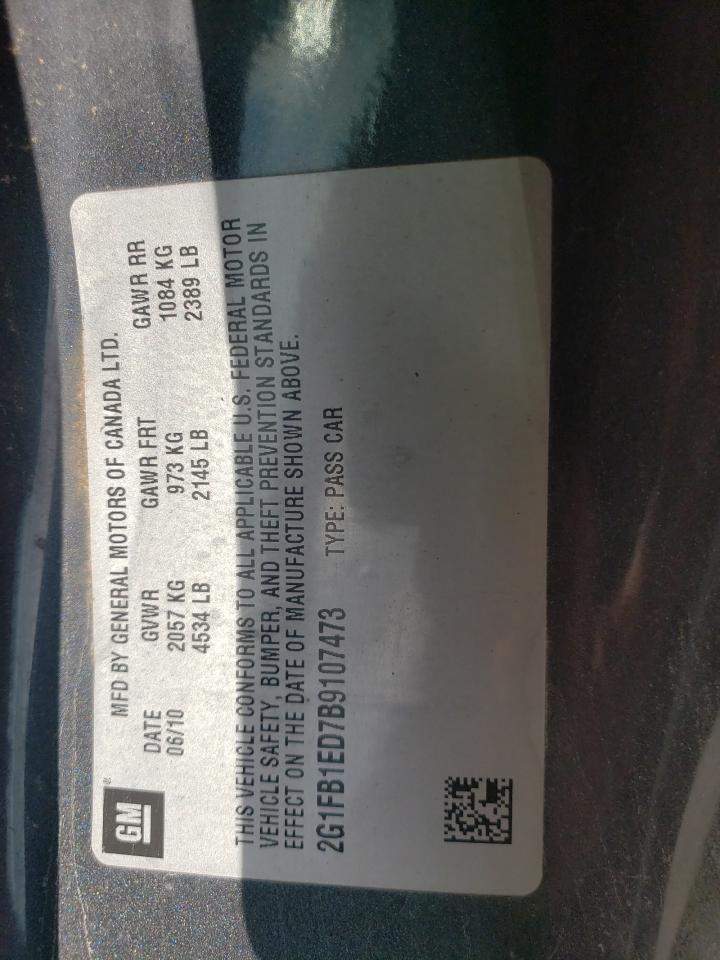 GM®
MFD BY GENERAL MOTORS OF CANADA LTD.
DATE GVWR GAWR FRT GAWR RR
06/10 2057 KG 973 KG 1084 KG
4534 LB 2145 LB 2389 LB
THIS VEHICLE CONFORMS TO ALL APPLICABLE U.S. FEDERAL MOTOR
VEHICLE SAFETY, BUMPER, AND THEFT PREVENTION STANDARDS IN
EFFECT ON THE DATE OF MANUFACTURE SHOWN ABOVE.
2G1FB1ED7B9107473 TYPE: PASS CAR